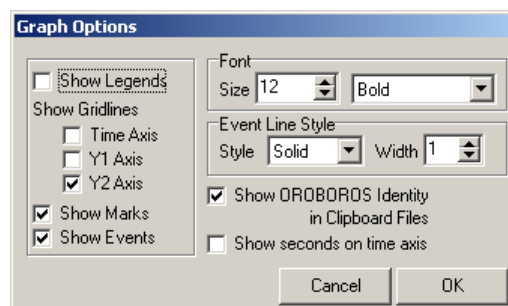 Graph Options
Show Legends
Show Gridlines
Time Axis
Y1 Axis
Y2 Axis
Show Marks
Show Events
Font
Size 12 Bold
Event Line Style
Style Solid Width 1
Show OROBOROS Identity
in Clipboard Files
Show seconds on time axis
Cancel OK